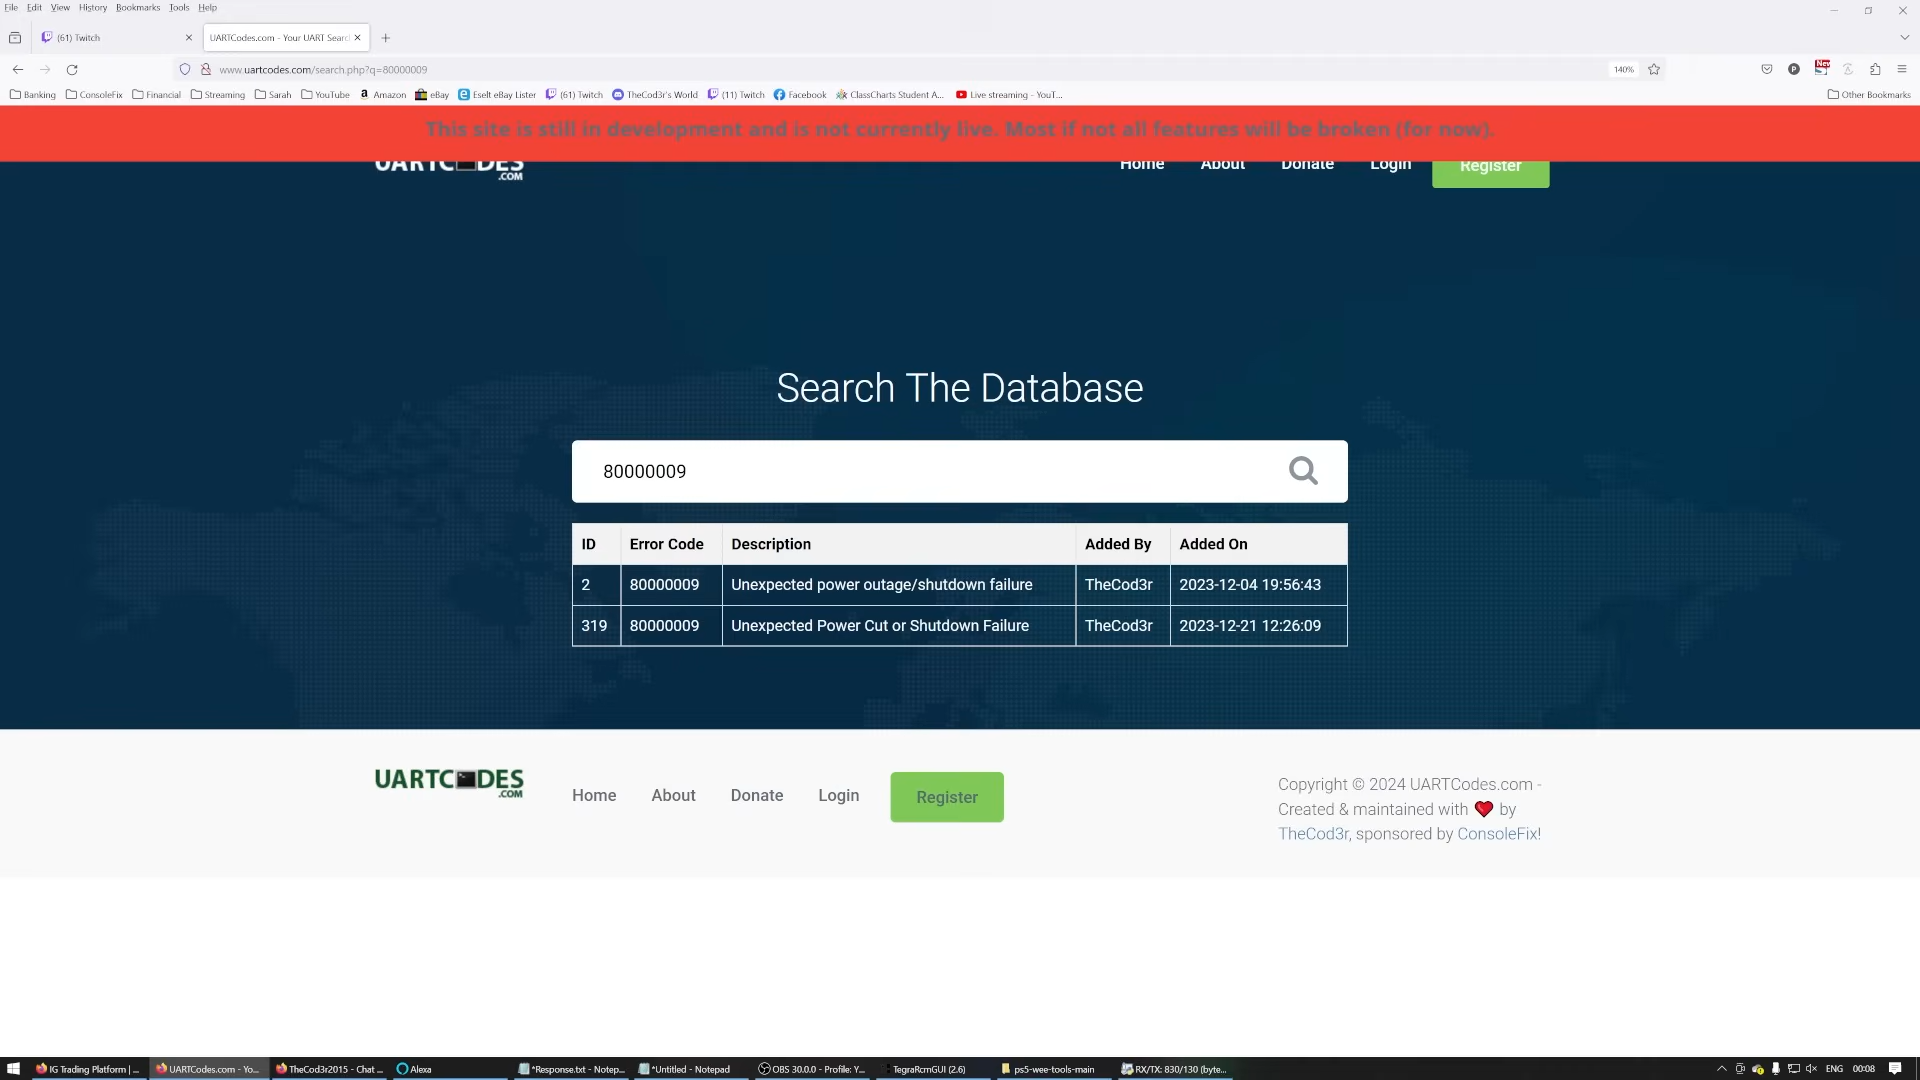 File Edit View History Bookmarks Tools Help
(61) Twitch
UARTCodes.com - Your UART Searc
www.uartcodes.com/search.php?q=80000009
140%
New
Banking ConsoleFix Financial Streaming Sarah YouTube Amazon eBay Eselt eBay Lister (61) Twitch TheCod3r's World (11) Twitch Facebook ClassCharts Student A... Live streaming - YouT... Other Bookmarks
This site is still in development and is not currently live. Most if not all features will be broken (for now).
UARTCODES
.COM
Home About Donate Login Register
Search The Database
80000009
ID Error Code Description Added By Added On
2 80000009 Unexpected power outage/shutdown failure TheCod3r 2023-12-04 19:56:43
319 80000009 Unexpected Power Cut or Shutdown Failure TheCod3r 2023-12-21 12:26:09
UARTCODES
.COM
Home About Donate Login Register
Copyright © 2024 UARTCodes.com -
Created & maintained with ❤ by
TheCod3r, sponsored by ConsoleFix!
IG Trading Platform | ... UARTCodes.com - Yo... TheCod3r2015 - Chat ... Alexa *Response.txt - Notep... *Untitled - Notepad OBS 30.0.0 - Profile: Y... TegraRcmGUI (2.6) ps5-wee-tools-main RX/TX: 830/130 (byte... ENG 00:08